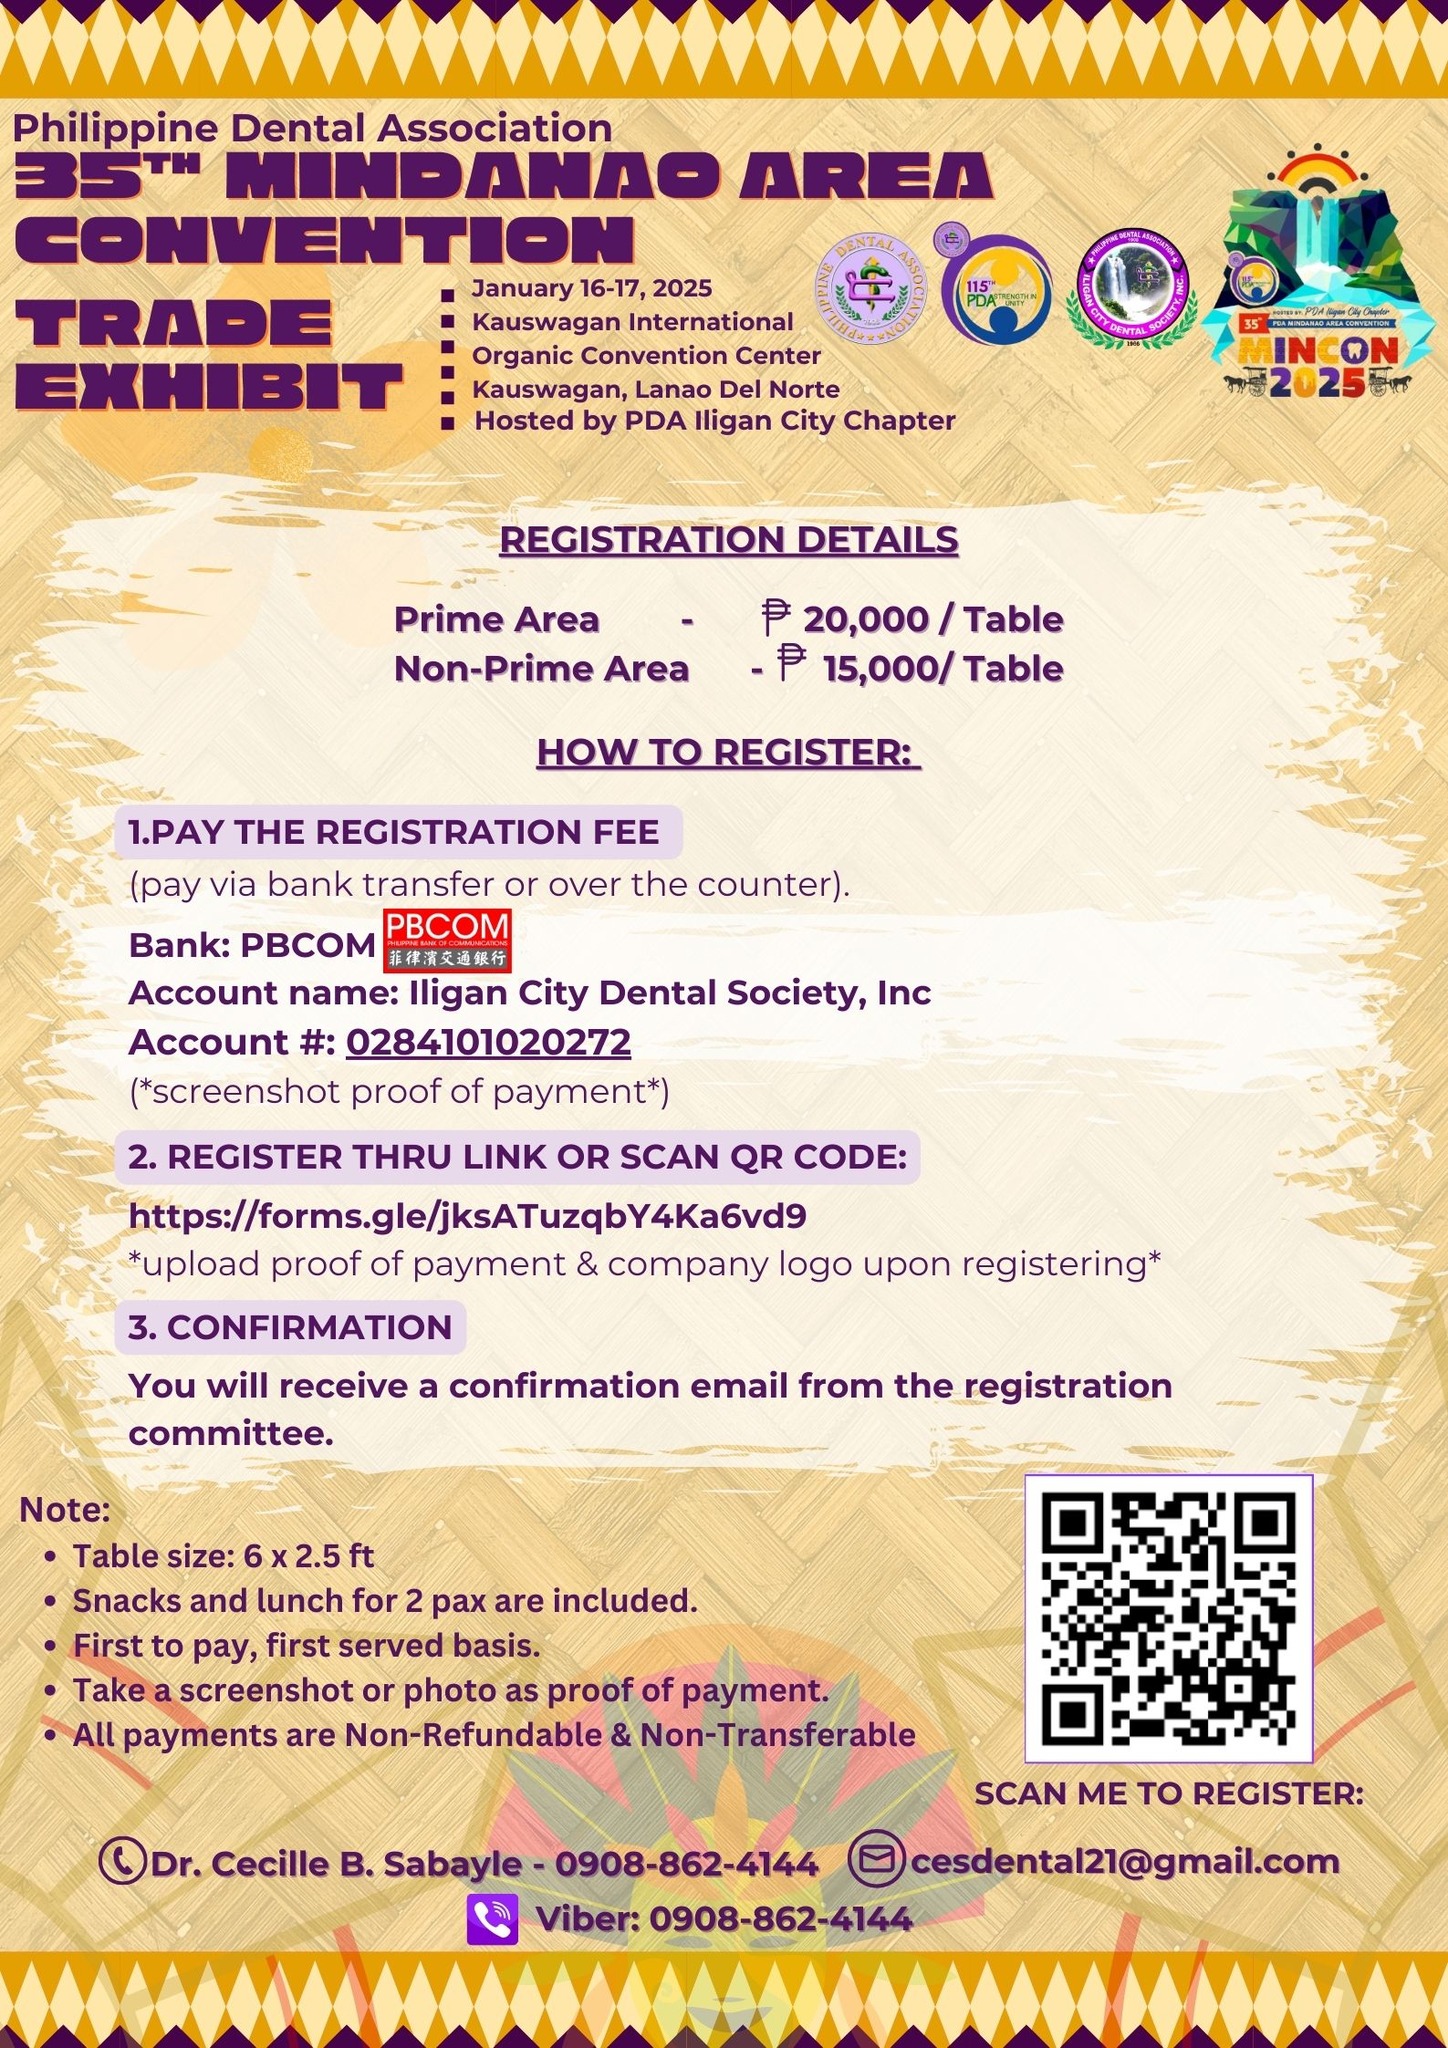 Philippine Dental Association
35TH MINDANAO AREA
CONVENTION
TRADE
EXHIBIT
January 16-17, 2025
Kauswagan International
Organic Convention Center
Kauswagan, Lanao Del Norte
Hosted by PDA Iligan City Chapter
PHILIPPINE DENTAL ASSOCIATION
1908
115TH
PDA
STRENGTH IN
UNITY
PHILIPPINE DENTAL ASSOCIATION
1908
ILIGAN CITY DENTAL SOCIETY, INC.
1966
HOSTED BY: PDA Iligan City Chapter
35TH PDA MINDANAO AREA CONVENTION
MINCON
2025
REGISTRATION DETAILS
Prime Area - ₱ 20,000 / Table
Non-Prime Area - ₱ 15,000/ Table
HOW TO REGISTER:
1.PAY THE REGISTRATION FEE
(pay via bank transfer or over the counter).
Bank: PBCOM PBCOM
PHILIPPINE BANK OF COMMUNICATIONS
菲律濱交通銀行
Account name: Iligan City Dental Society, Inc
Account #: 0284101020272
(*screenshot proof of payment*)
2. REGISTER THRU LINK OR SCAN QR CODE:
https://forms.gle/jksATuzqbY4Ka6vd9
*upload proof of payment & company logo upon registering*
3. CONFIRMATION
You will receive a confirmation email from the registration
committee.
Note:
• Table size: 6 x 2.5 ft
• Snacks and lunch for 2 pax are included.
• First to pay, first served basis.
• Take a screenshot or photo as proof of payment.
• All payments are Non-Refundable & Non-Transferable
SCAN ME TO REGISTER:
Dr. Cecille B. Sabayle - 0908-862-4144
cesdental21@gmail.com
Viber: 0908-862-4144